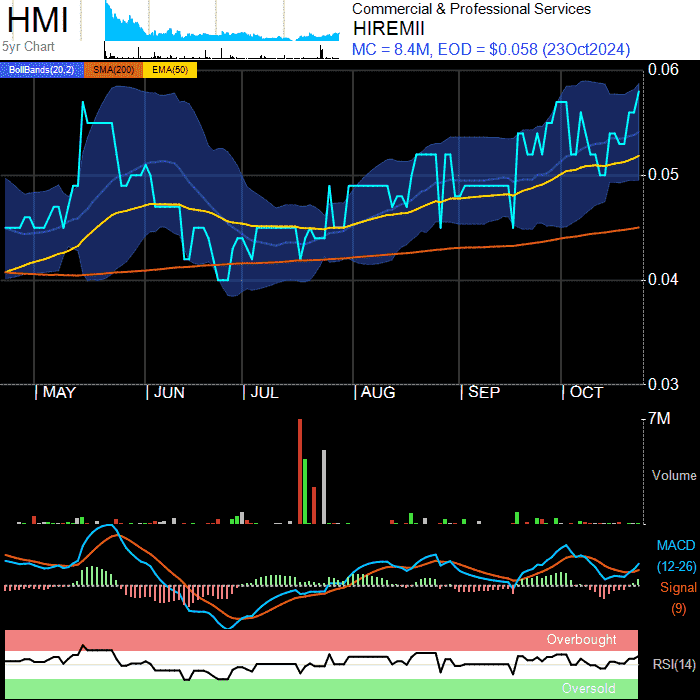 HMI
5yr Chart
Commercial & Professional Services
HIREMII
MC = 8.4M, EOD = $0.058 (23Oct2024)
BollBands(20,2) SMA(200) EMA(50)
0.06
0.05
0.04
0.03
MAY JUN JUL AUG SEP OCT
7M
Volume
MACD
(12-26)
Signal
(9)
Overbought
RSI(14)
Oversold